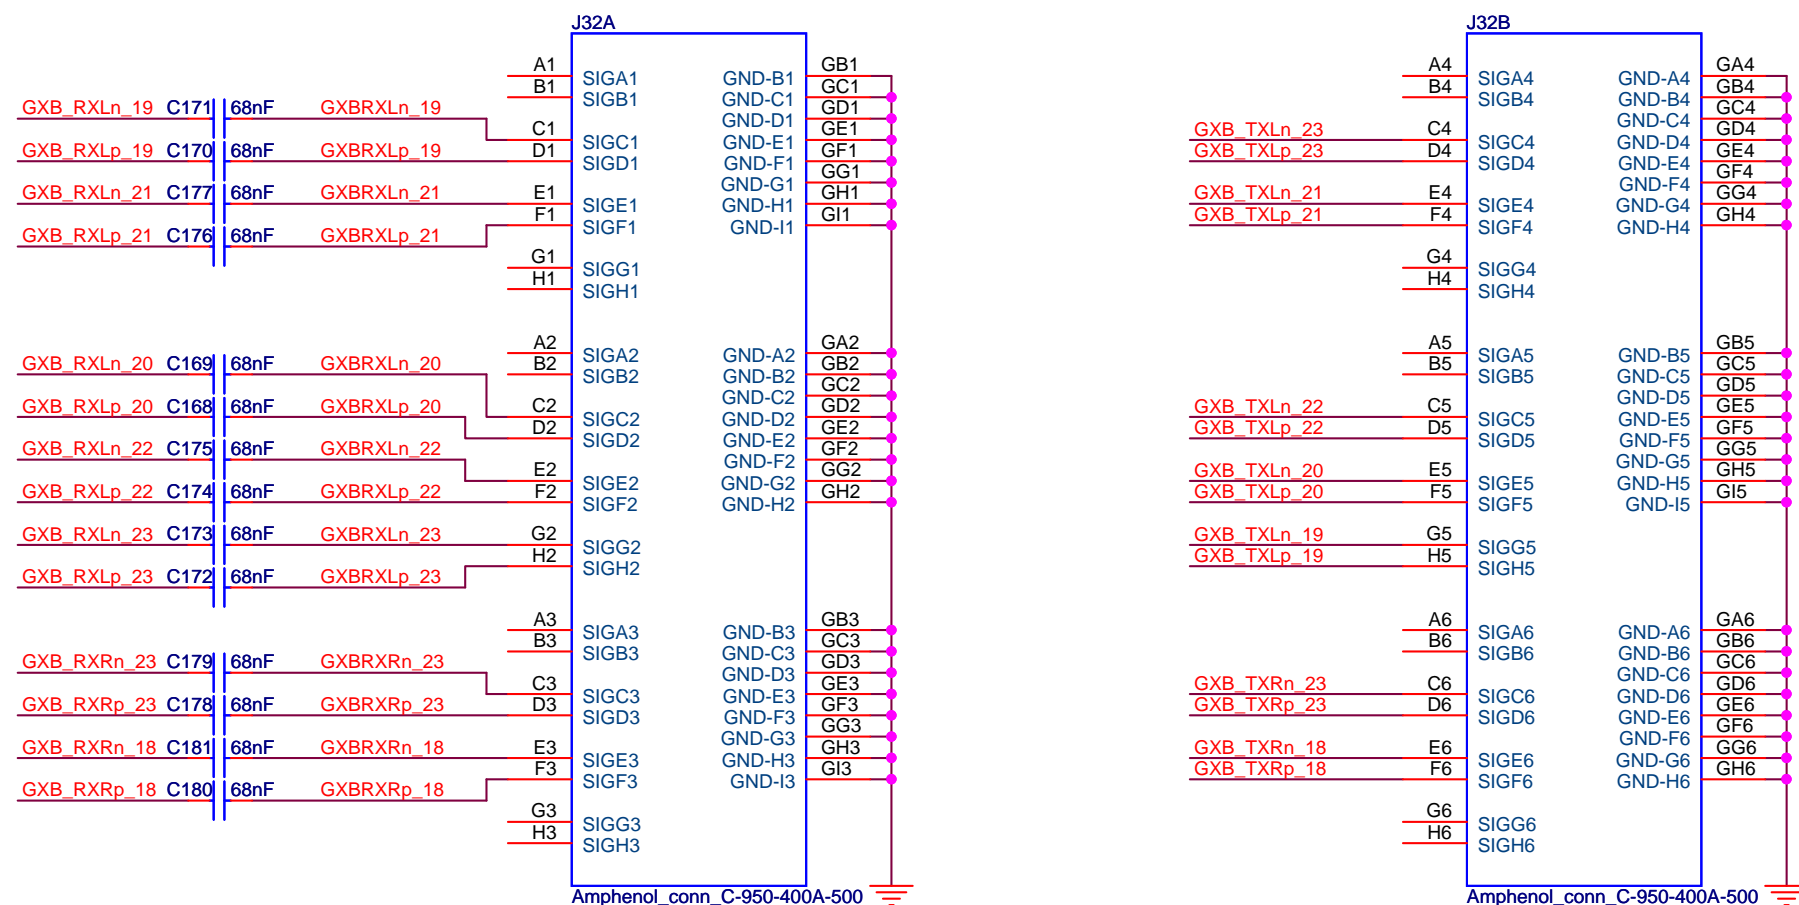 J32A
A1 SIGA1 GND-B1 GB1
B1 SIGB1 GND-C1 GC1
GND-D1 GD1
GXB_RXLn_19 C171 68nF GXBRXLn_19 C1 SIGC1 GND-E1 GE1
GXB_RXLp_19 C170 68nF GXBRXLp_19 D1 SIGD1 GND-F1 GF1
GND-G1 GG1
GXB_RXLn_21 C177 68nF GXBRXLn_21 E1 SIGE1 GND-H1 GH1
GXB_RXLp_21 C176 68nF GXBRXLp_21 F1 SIGF1 GND-I1 GI1
G1 SIGG1
H1 SIGH1
A2 SIGA2 GND-A2 GA2
B2 SIGB2 GND-B2 GB2
GND-C2 GC2
GXB_RXLn_20 C169 68nF GXBRXLn_20 C2 SIGC2 GND-D2 GD2
GXB_RXLp_20 C168 68nF GXBRXLp_20 D2 SIGD2 GND-E2 GE2
GND-F2 GF2
GXB_RXLn_22 C175 68nF GXBRXLn_22 E2 SIGE2 GND-G2 GG2
GXB_RXLp_22 C174 68nF GXBRXLp_22 F2 SIGF2 GND-H2 GH2
GXB_RXLn_23 C173 68nF GXBRXLn_23 G2 SIGG2
GXB_RXLp_23 C172 68nF GXBRXLp_23 H2 SIGH2
A3 SIGA3 GND-B3 GB3
B3 SIGB3 GND-C3 GC3
GND-D3 GD3
GXB_RXRn_23 C179 68nF GXBRXRn_23 C3 SIGC3 GND-E3 GE3
GXB_RXRp_23 C178 68nF GXBRXRp_23 D3 SIGD3 GND-F3 GF3
GND-G3 GG3
GXB_RXRn_18 C181 68nF GXBRXRn_18 E3 SIGE3 GND-H3 GH3
GXB_RXRp_18 C180 68nF GXBRXRp_18 F3 SIGF3 GND-I3 GI3
G3 SIGG3
H3 SIGH3
Amphenol_conn_C-950-400A-500
J32B
A4 SIGA4 GND-A4 GA4
B4 SIGB4 GND-B4 GB4
GND-C4 GC4
GXB_TXLn_23 C4 SIGC4 GND-D4 GD4
GXB_TXLp_23 D4 SIGD4 GND-E4 GE4
GND-F4 GF4
GXB_TXLn_21 E4 SIGE4 GND-G4 GG4
GXB_TXLp_21 F4 SIGF4 GND-H4 GH4
G4 SIGG4
H4 SIGH4
A5 SIGA5 GND-B5 GB5
B5 SIGB5 GND-C5 GC5
GND-D5 GD5
GXB_TXLn_22 C5 SIGC5 GND-E5 GE5
GXB_TXLp_22 D5 SIGD5 GND-F5 GF5
GND-G5 GG5
GXB_TXLn_20 E5 SIGE5 GND-H5 GH5
GXB_TXLp_20 F5 SIGF5 GND-I5 GI5
GXB_TXLn_19 G5 SIGG5
GXB_TXLp_19 H5 SIGH5
A6 SIGA6 GND-A6 GA6
B6 SIGB6 GND-B6 GB6
GND-C6 GC6
GXB_TXRn_23 C6 SIGC6 GND-D6 GD6
GXB_TXRp_23 D6 SIGD6 GND-E6 GE6
GND-F6 GF6
GXB_TXRn_18 E6 SIGE6 GND-G6 GG6
GXB_TXRp_18 F6 SIGF6 GND-H6 GH6
G6 SIGG6
H6 SIGH6
Amphenol_conn_C-950-400A-500